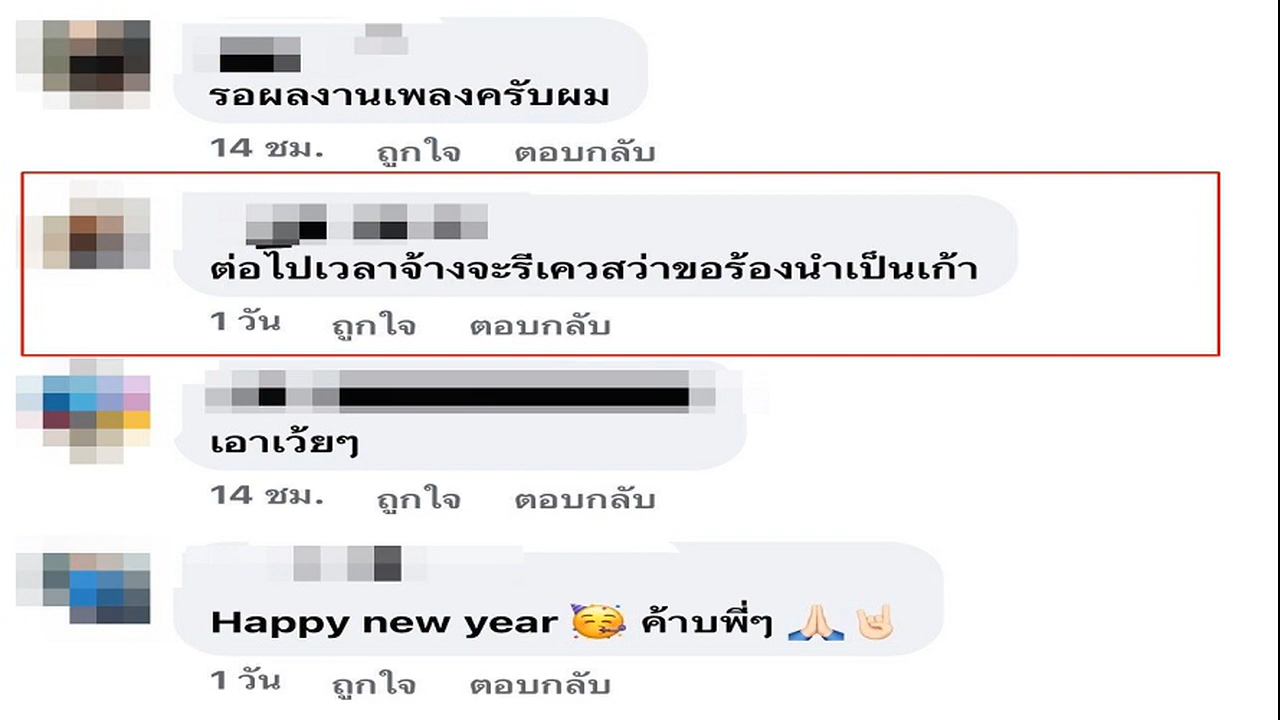 รอผลงานเพลงครับผม
14 ชม. ถูกใจ ตอบกลับ
ต่อไปเวลาจ้างจะรีเควสว่าขอร้องนำเป็นเก้า
1 วัน ถูกใจ ตอบกลับ
เอาเว้ยๆ
14 ชม. ถูกใจ ตอบกลับ
Happy new year 🥳 ค้าบพี่ๆ 🙏🏻🤘🏻
1 วัน ถูกใจ ตอบกลับ